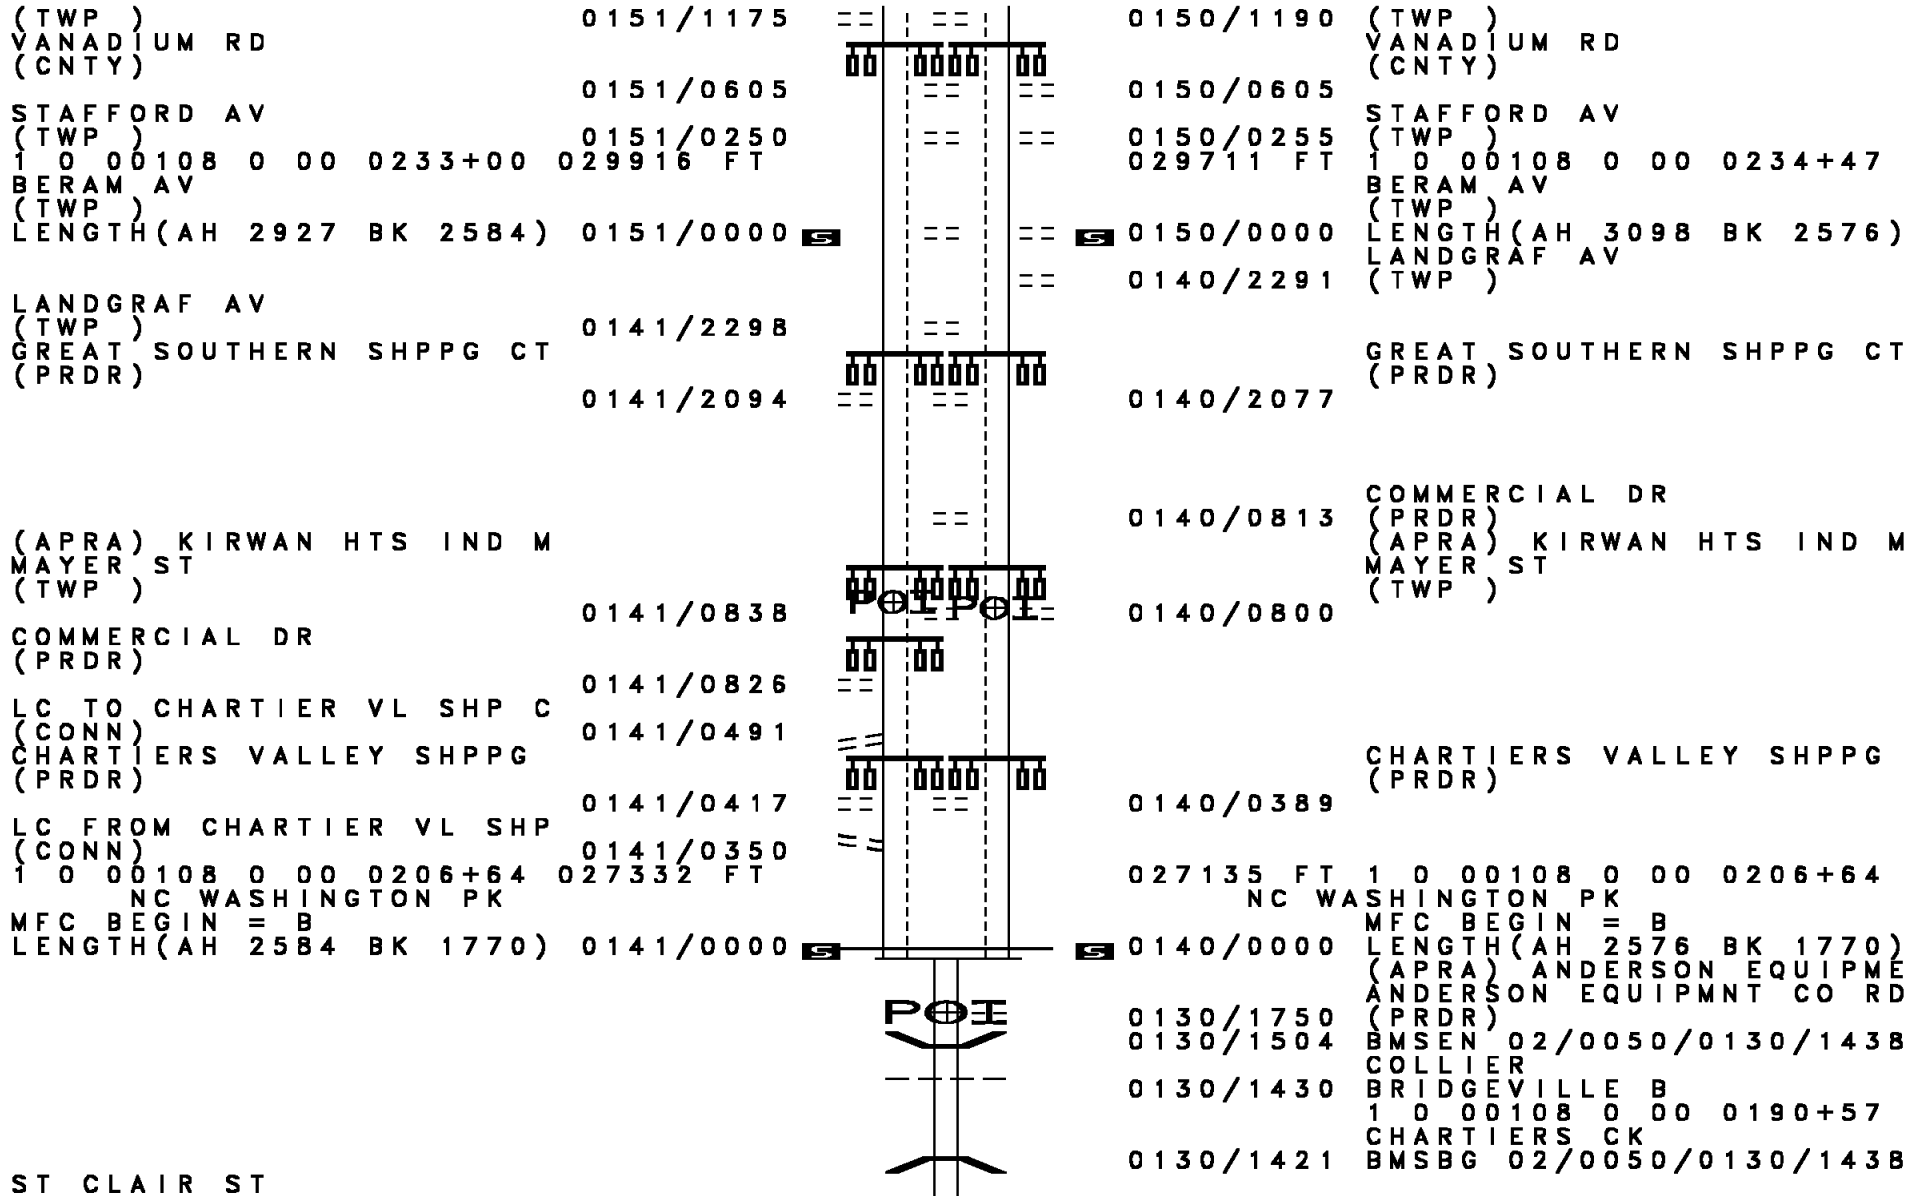 (TWP ) 0151/1175 0150/1190 (TWP )
VANADIUM RD VANADIUM RD
(CNTY) (CNTY)
0151/0605 0150/0605
STAFFORD AV STAFFORD AV
(TWP ) 0151/0250 0150/0255 (TWP )
1 0 00108 0 00 0233+00 029916 FT 029711 FT 1 0 00108 0 00 0234+47
BERAM AV BERAM AV
(TWP ) (TWP )
LENGTH(AH 2927 BK 2584) 0151/0000 S S 0150/0000 LENGTH(AH 3098 BK 2576)
LANDGRAF AV
0140/2291 (TWP )
LANDGRAF AV
(TWP ) 0141/2298
GREAT SOUTHERN SHPPG CT GREAT SOUTHERN SHPPG CT
(PRDR) (PRDR)
0141/2094 0140/2077
COMMERCIAL DR
0140/0813 (PRDR)
(APRA) KIRWAN HTS IND M (APRA) KIRWAN HTS IND M
MAYER ST MAYER ST
(TWP ) (TWP )
POI POI
0141/0838 0140/0800
COMMERCIAL DR
(PRDR)
0141/0826
LC TO CHARTIER VL SHP C
(CONN) 0141/0491
CHARTIERS VALLEY SHPPG CHARTIERS VALLEY SHPPG
(PRDR) (PRDR)
0141/0417 0140/0389
LC FROM CHARTIER VL SHP
(CONN) 0141/0350
1 0 00108 0 00 0206+64 027332 FT 027135 FT 1 0 00108 0 00 0206+64
NC WASHINGTON PK NC WASHINGTON PK
MFC BEGIN = B MFC BEGIN = B
LENGTH(AH 2584 BK 1770) 0141/0000 S S 0140/0000 LENGTH(AH 2576 BK 1770)
(APRA) ANDERSON EQUIPME
ANDERSON EQUIPMNT CO RD
POI 0130/1750 (PRDR)
0130/1504 BMSEN 02/0050/0130/1438
COLLIER
0130/1430 BRIDGEVILLE B
1 0 00108 0 00 0190+57
CHARTIERS CK
0130/1421 BMSBG 02/0050/0130/1438
ST CLAIR ST